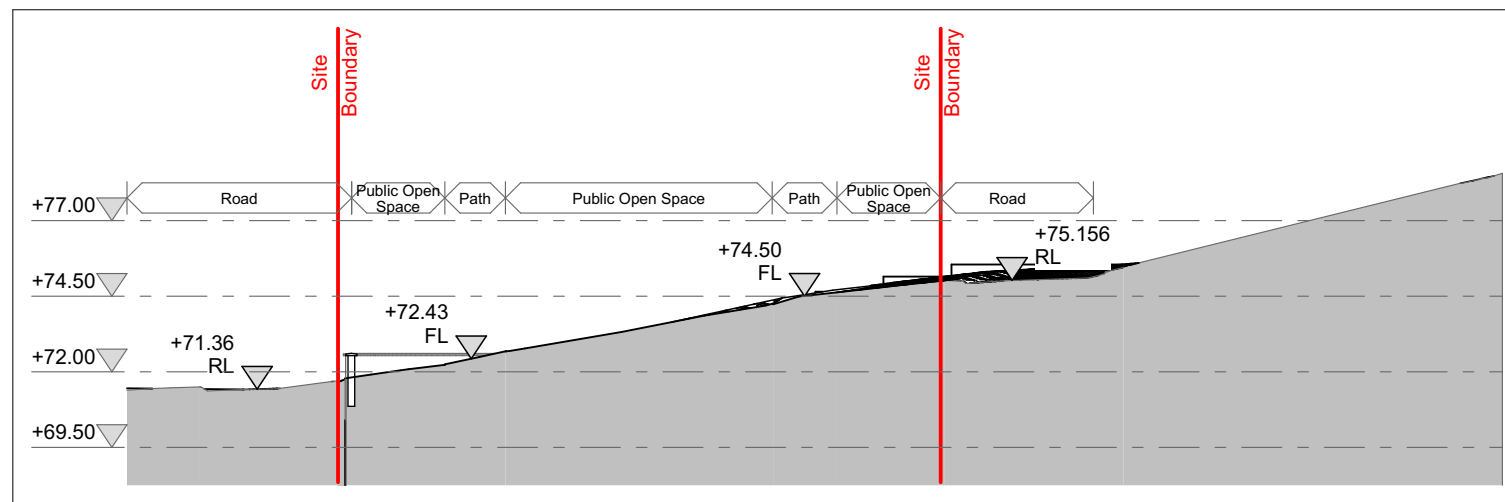 Site
Boundary
Site
Boundary
Road
Public Open
Space
Path
Public Open Space
Path
Public Open
Space
Road
+77.00
+74.50
+72.00
+69.50
+71.36
RL
+72.43
FL
+74.50
FL
+75.156
RL